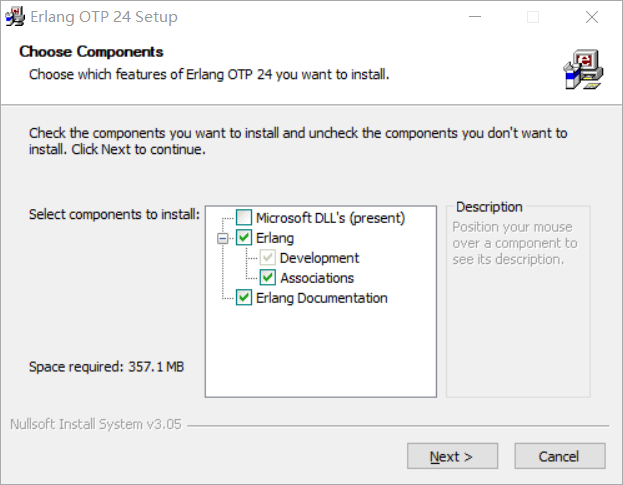 Erlang OTP 24 Setup
Choose Components
Choose which features of Erlang OTP 24 you want to install.
Check the components you want to install and uncheck the components you don't want to
install. Click Next to continue.
Select components to install:
Microsoft DLL's (present)
Erlang
Development
Associations
Erlang Documentation
Description
Position your mouse
over a component to
see its description.
Space required: 357.1 MB
Nullsoft Install System v3.05
Next >
Cancel